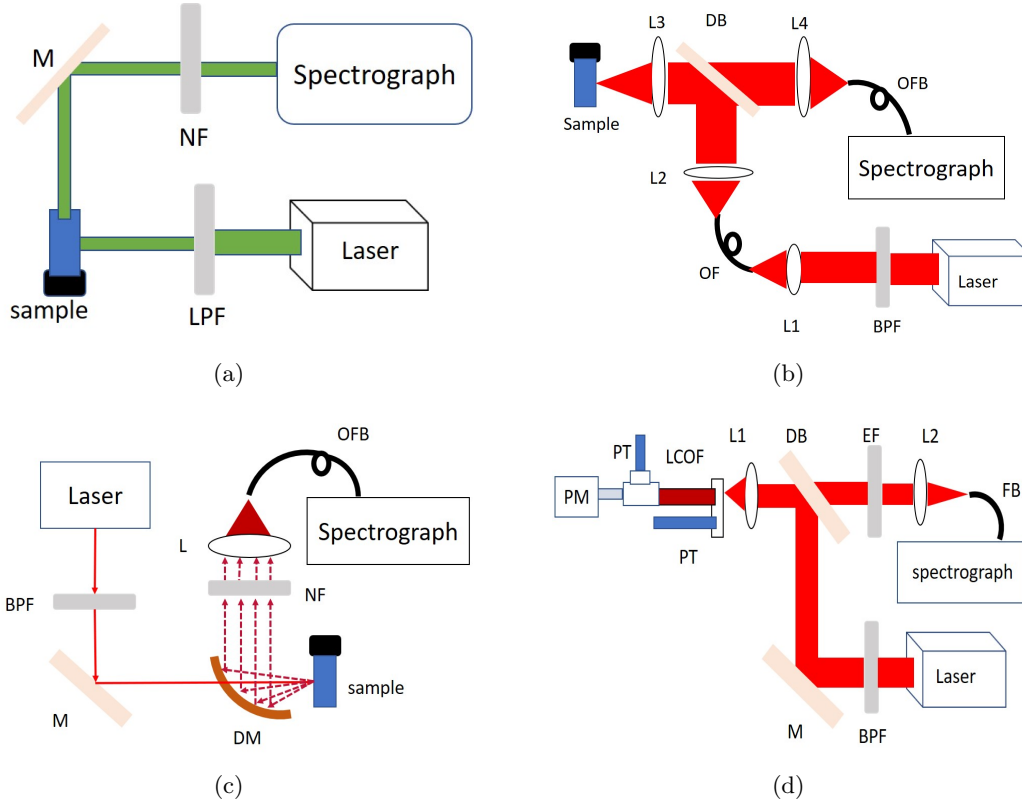 M
Spectrograph
NF
Laser
sample
LPF
(a)
L3
DB
L4
OFB
Sample
Spectrograph
L2
OF
Laser
L1
BPF
(b)
OFB
Laser
Spectrograph
L
BPF
NF
sample
M
DM
(c)
L1
DB
EF
L2
PT
LCOF
PM
FB
PT
spectrograph
Laser
M
BPF
(d)